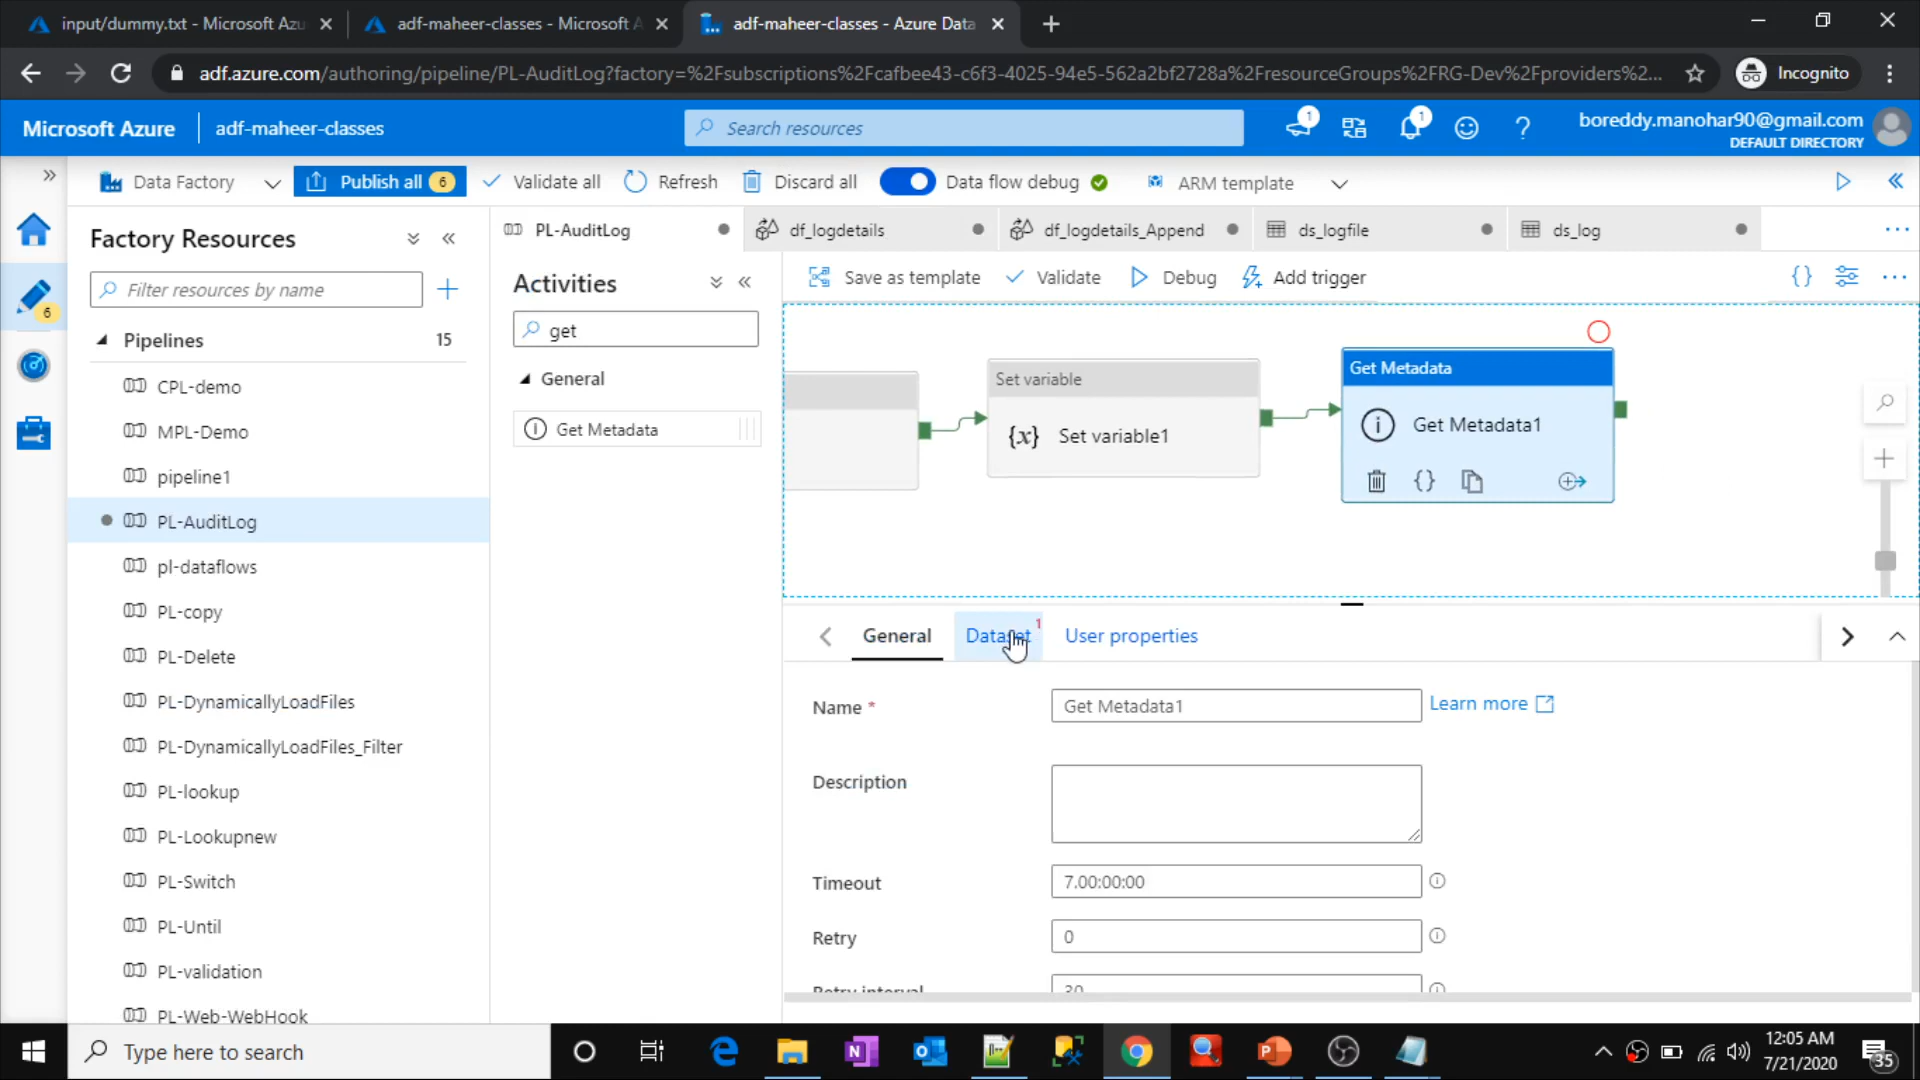 input/dummy.txt - Microsoft Azu
adf-maheer-classes - Microsoft A
adf-maheer-classes - Azure Data
adf.azure.com/authoring/pipeline/PL-AuditLog?factory=%2Fsubscriptions%2Fcafbee43-c6f3-4025-94e5-562a2bf2728a%2FresourceGroups%2FRG-Dev%2Fproviders%2...
Incognito
Microsoft Azure
adf-maheer-classes
Search resources
1
1
boreddy.manohar90@gmail.com
DEFAULT DIRECTORY
Data Factory
Publish all 6
Validate all
Refresh
Discard all
Data flow debug
ARM template
Factory Resources
Filter resources by name
6
Pipelines 15
CPL-demo
MPL-Demo
pipeline1
PL-AuditLog
pl-dataflows
PL-copy
PL-Delete
PL-DynamicallyLoadFiles
PL-DynamicallyLoadFiles_Filter
PL-lookup
PL-Lookupnew
PL-Switch
PL-Until
PL-validation
PL-Web-WebHook
PL-AuditLog
df_logdetails
df_logdetails_Append
ds_logfile
ds_log
Activities
get
General
Get Metadata
Save as template
Validate
Debug
Add trigger
Set variable
{x} Set variable1
Get Metadata
Get Metadata1
General
Dataset 1
User properties
Name *
Get Metadata1
Learn more
Description
Timeout
7.00:00:00
Retry
0
Retry interval
30
Type here to search
12:05 AM
7/21/2020
35